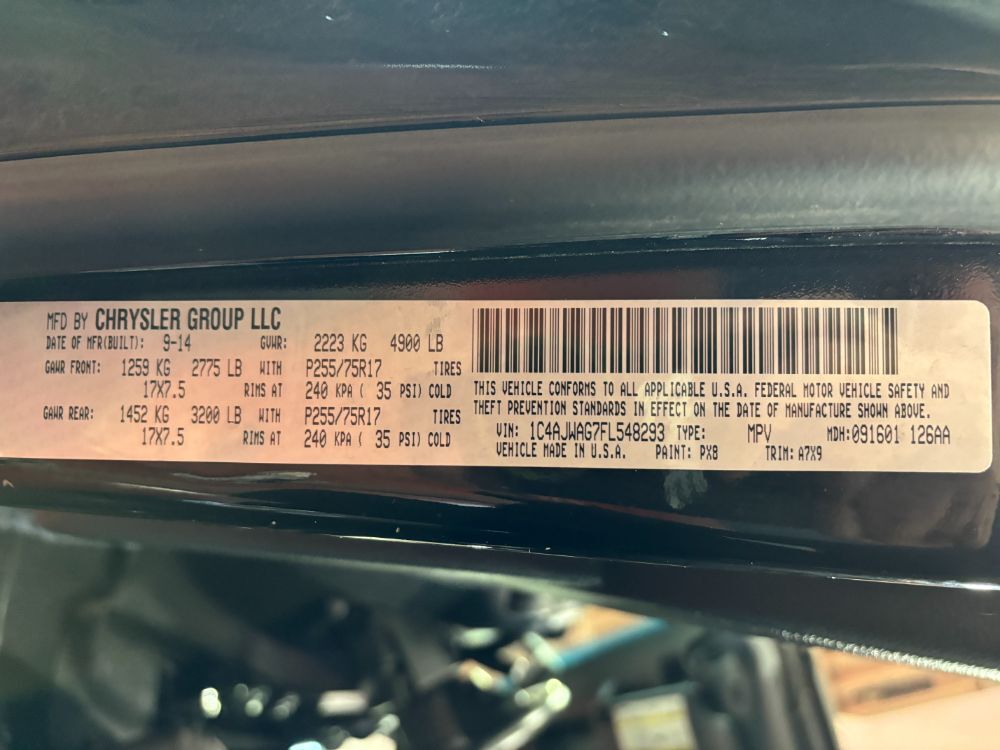 MFD BY CHRYSLER GROUP LLC
DATE OF MFR(BUILT): 9-14 GVWR: 2223 KG 4900 LB
GAWR FRONT: 1259 KG 2775 LB WITH P255/75R17 TIRES
17X7.5 RIMS AT 240 KPA ( 35 PSI) COLD
GAWR REAR: 1452 KG 3200 LB WITH P255/75R17 TIRES
17X7.5 RIMS AT 240 KPA ( 35 PSI) COLD
THIS VEHICLE CONFORMS TO ALL APPLICABLE U.S.A. FEDERAL MOTOR VEHICLE SAFETY AND
THEFT PREVENTION STANDARDS IN EFFECT ON THE DATE OF MANUFACTURE SHOWN ABOVE.
VIN: 1C4AJWAG7FL548293 TYPE: MPV MDH: 091601 126AA
VEHICLE MADE IN U.S.A. PAINT: PX8 TRIM: A7X9